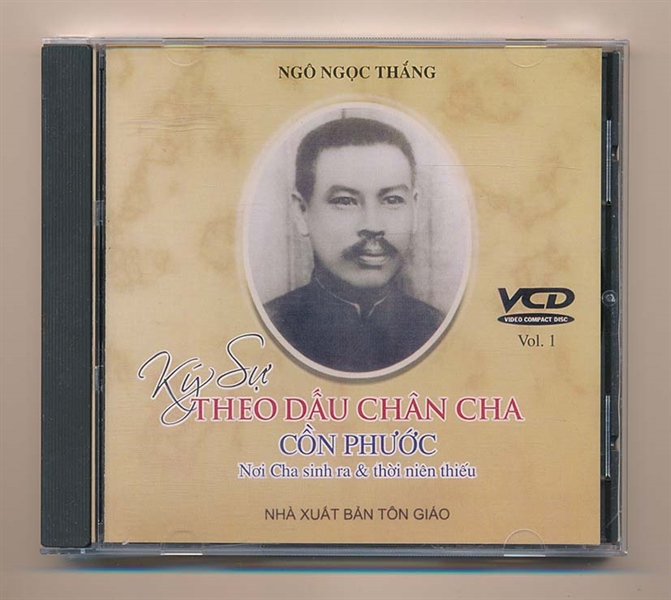 NGÔ NGỌC THẮNG
VCD
VIDEO COMPACT DISC
Vol. 1
Ký Sự
THEO DẤU CHÂN CHA
CỒN PHƯỚC
Nơi Cha sinh ra & thời niên thiếu
NHÀ XUẤT BẢN TÔN GIÁO